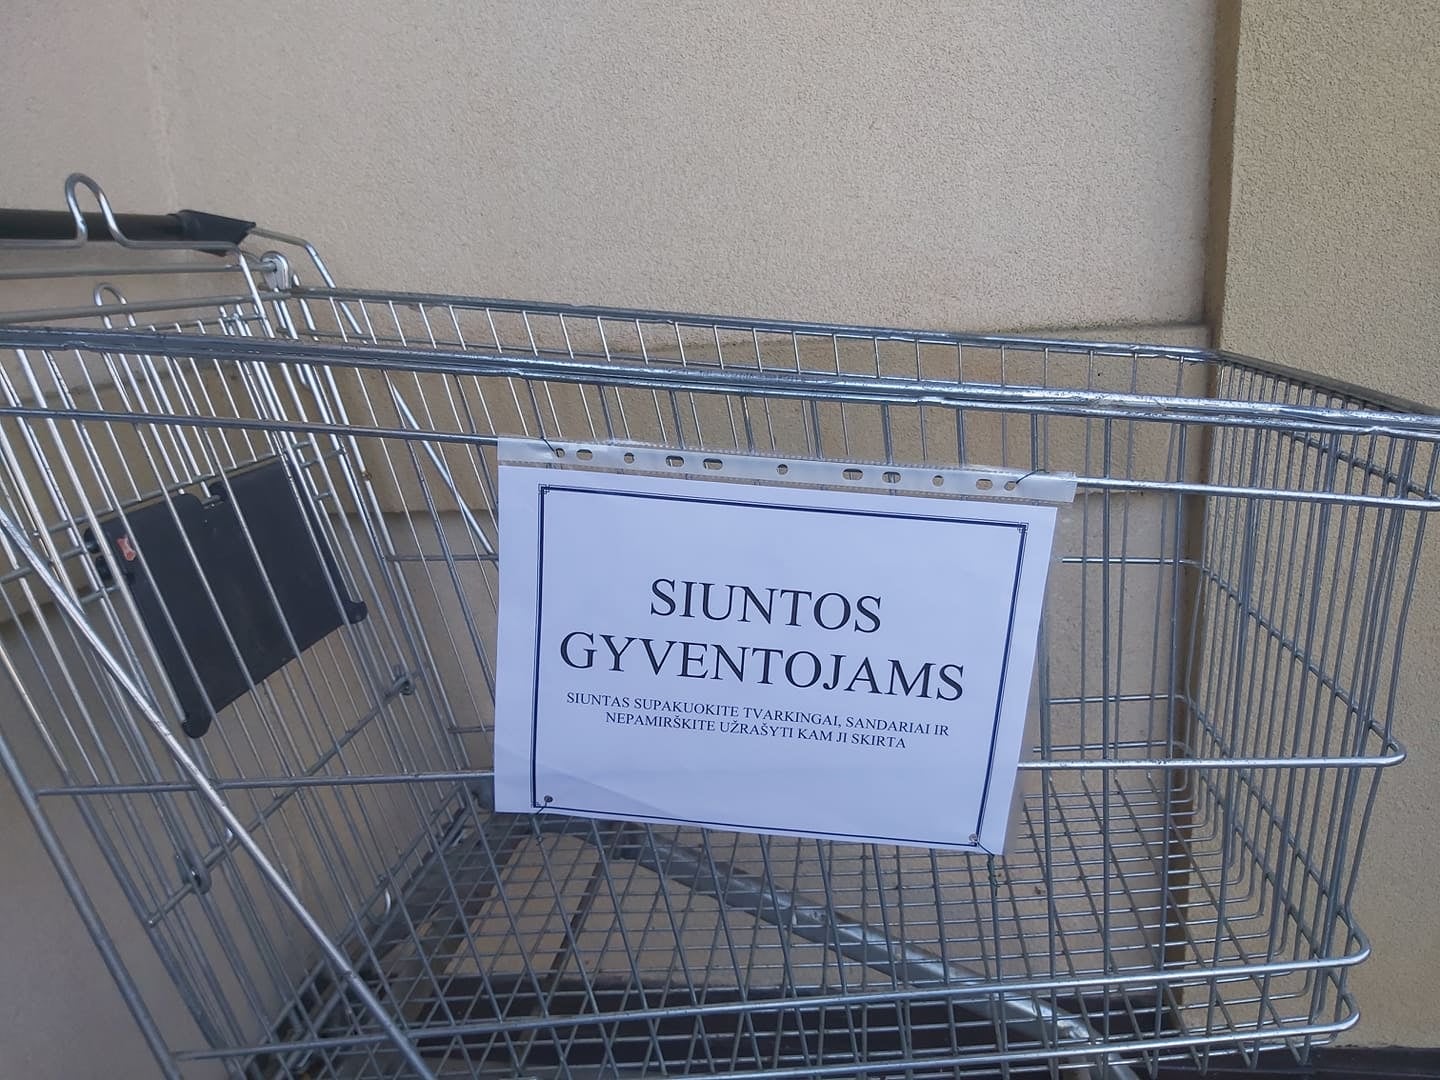 SIUNTOS
GYVENTOJAMS
SIUNTAS SUPAKUOKITE TVARKINGAI, SANDARIAI IR
NEPAMIRŠKITE UŽRAŠYTI KAM JI SKIRTA